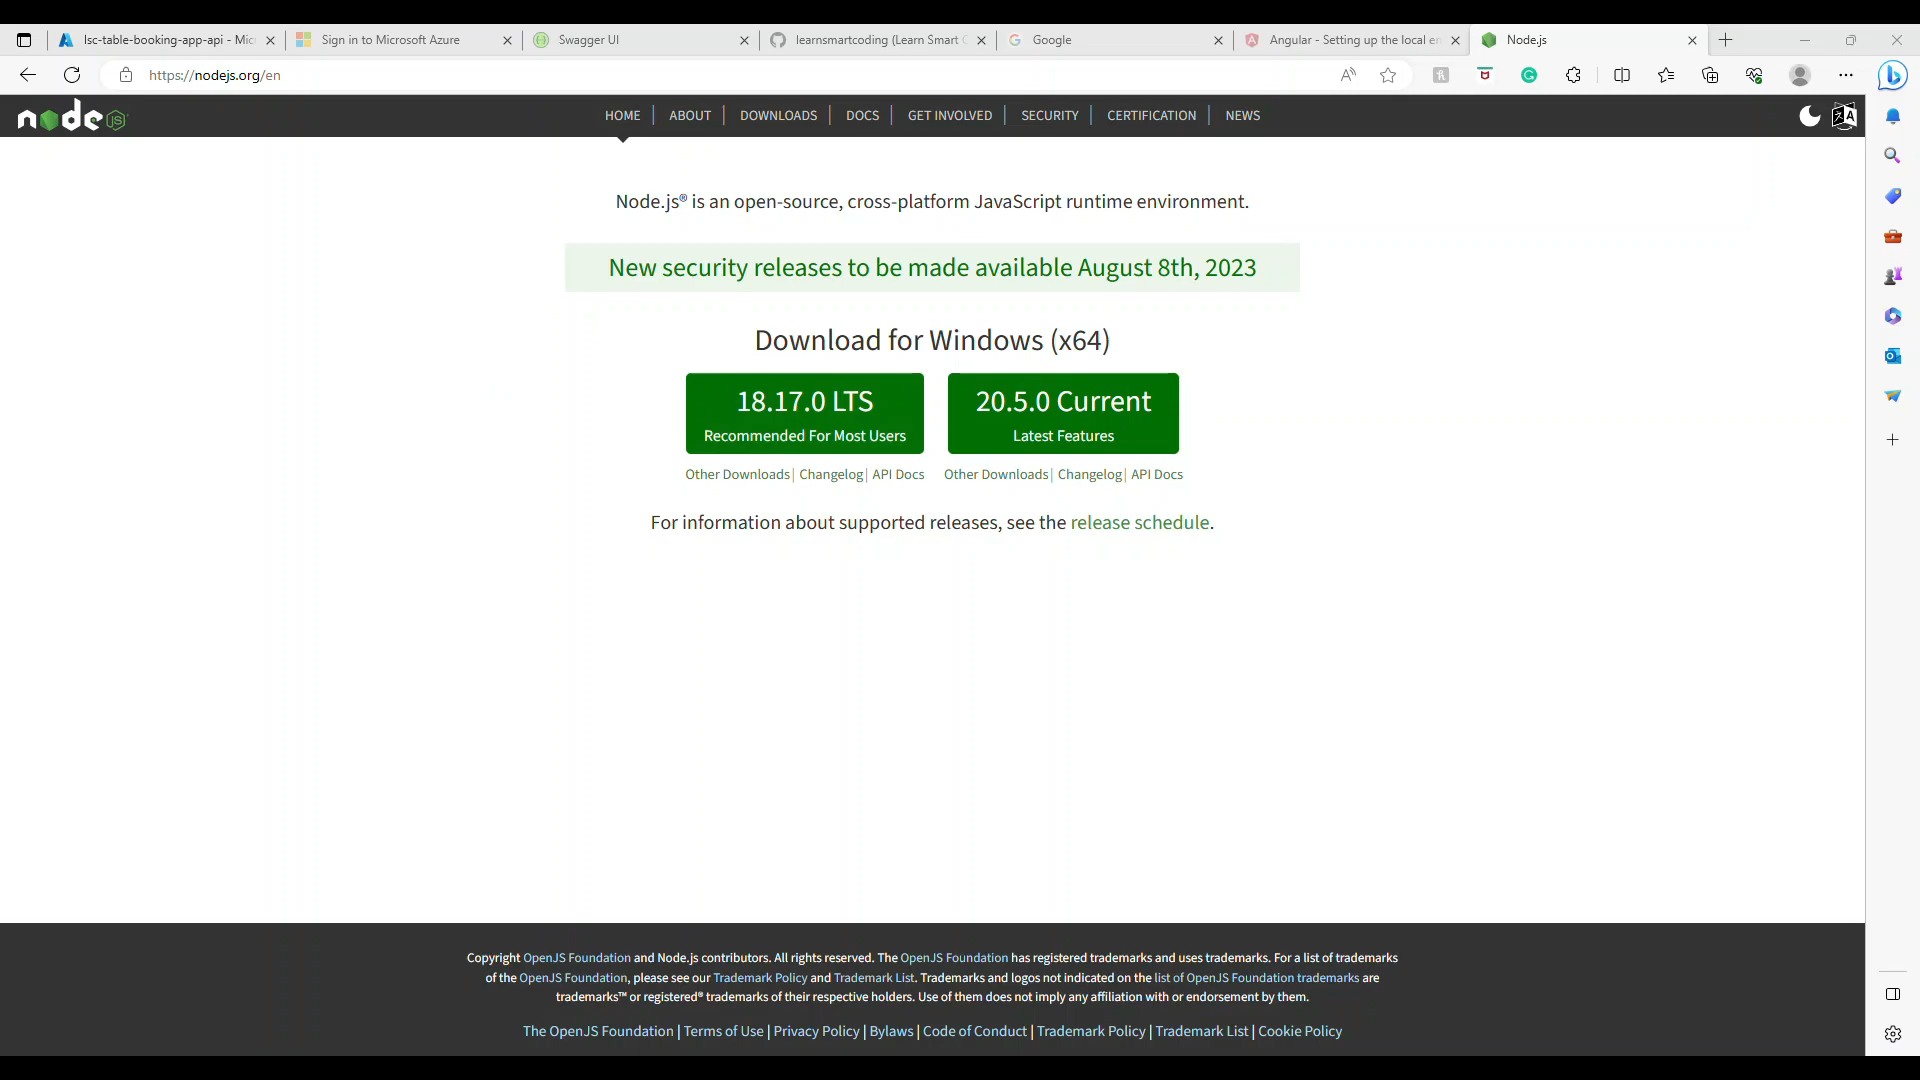 lsc-table-booking-app-api - Mic
Sign in to Microsoft Azure
Swagger UI
learnsmartcoding (Learn Smart C
Google
Angular - Setting up the local en
Node.js
https://nodejs.org/en
node JS
HOME | ABOUT | DOWNLOADS | DOCS | GET INVOLVED | SECURITY | CERTIFICATION | NEWS
Node.js® is an open-source, cross-platform JavaScript runtime environment.
New security releases to be made available August 8th, 2023
Download for Windows (x64)
18.17.0 LTS
Recommended For Most Users
20.5.0 Current
Latest Features
Other Downloads | Changelog | API Docs
Other Downloads | Changelog | API Docs
For information about supported releases, see the release schedule.
Copyright OpenJS Foundation and Node.js contributors. All rights reserved. The OpenJS Foundation has registered trademarks and uses trademarks. For a list of trademarks
of the OpenJS Foundation, please see our Trademark Policy and Trademark List. Trademarks and logos not indicated on the list of OpenJS Foundation trademarks are
trademarks™ or registered® trademarks of their respective holders. Use of them does not imply any affiliation with or endorsement by them.
The OpenJS Foundation | Terms of Use | Privacy Policy | Bylaws | Code of Conduct | Trademark Policy | Trademark List | Cookie Policy